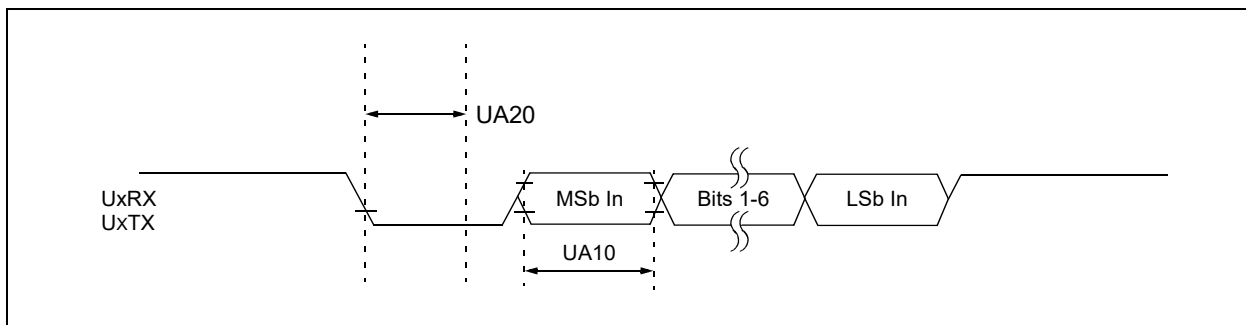 UA20
UxRX
UxTX
MSb In
Bits 1-6
LSb In
UA10